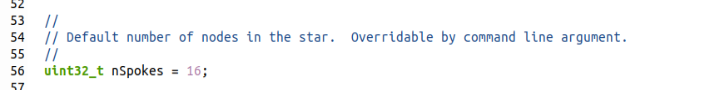 52
53 //
54 // Default number of nodes in the star.  Overridable by command line argument.
55 //
56 uint32_t nSpokes = 16;
57